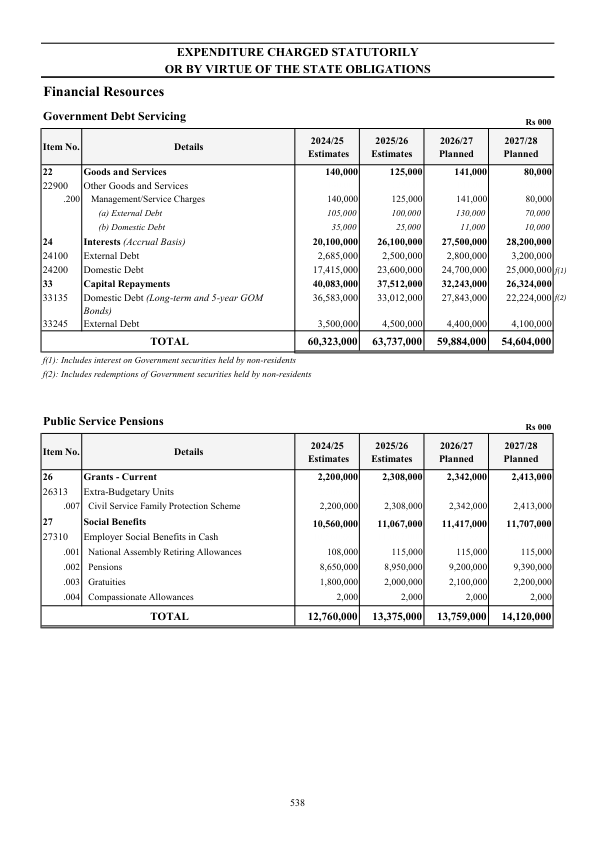 EXPENDITURE CHARGED STATUTORILY
OR BY VIRTUE OF THE STATE OBLIGATIONS
Financial Resources
Government Debt Servicing
Rs 000
Item No. Details 2024/25 Estimates 2025/26 Estimates 2026/27 Planned 2027/28 Planned
22 Goods and Services 140,000 125,000 141,000 80,000
22900 Other Goods and Services
.200 Management/Service Charges 140,000 125,000 141,000 80,000
(a) External Debt 105,000 100,000 130,000 70,000
(b) Domestic Debt 35,000 25,000 11,000 10,000
24 Interests (Accrual Basis) 20,100,000 26,100,000 27,500,000 28,200,000
24100 External Debt 2,685,000 2,500,000 2,800,000 3,200,000
24200 Domestic Debt 17,415,000 23,600,000 24,700,000 25,000,000 f(1)
33 Capital Repayments 40,083,000 37,512,000 32,243,000 26,324,000
33135 Domestic Debt (Long-term and 5-year GOM 36,583,000 33,012,000 27,843,000 22,224,000 f(2)
Bonds)
33245 External Debt 3,500,000 4,500,000 4,400,000 4,100,000
TOTAL 60,323,000 63,737,000 59,884,000 54,604,000
f(1): Includes interest on Government securities held by non-residents
f(2): Includes redemptions of Government securities held by non-residents
Public Service Pensions
Rs 000
Item No. Details 2024/25 Estimates 2025/26 Estimates 2026/27 Planned 2027/28 Planned
26 Grants - Current 2,200,000 2,308,000 2,342,000 2,413,000
26313 Extra-Budgetary Units
.007 Civil Service Family Protection Scheme 2,200,000 2,308,000 2,342,000 2,413,000
27 Social Benefits 10,560,000 11,067,000 11,417,000 11,707,000
27310 Employer Social Benefits in Cash
.001 National Assembly Retiring Allowances 108,000 115,000 115,000 115,000
.002 Pensions 8,650,000 8,950,000 9,200,000 9,390,000
.003 Gratuities 1,800,000 2,000,000 2,100,000 2,200,000
.004 Compassionate Allowances 2,000 2,000 2,000 2,000
TOTAL 12,760,000 13,375,000 13,759,000 14,120,000
538